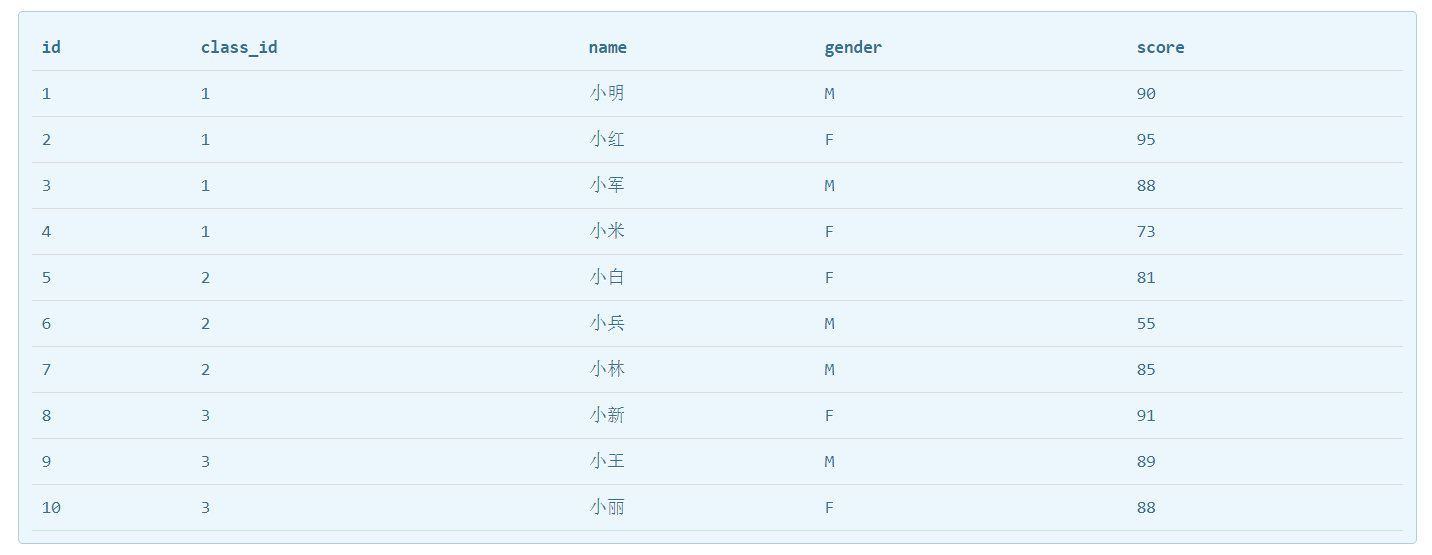 id class_id name gender score
1 1 小明 M 90
2 1 小红 F 95
3 1 小军 M 88
4 1 小米 F 73
5 2 小白 F 81
6 2 小兵 M 55
7 2 小林 M 85
8 3 小新 F 91
9 3 小王 M 89
10 3 小丽 F 88